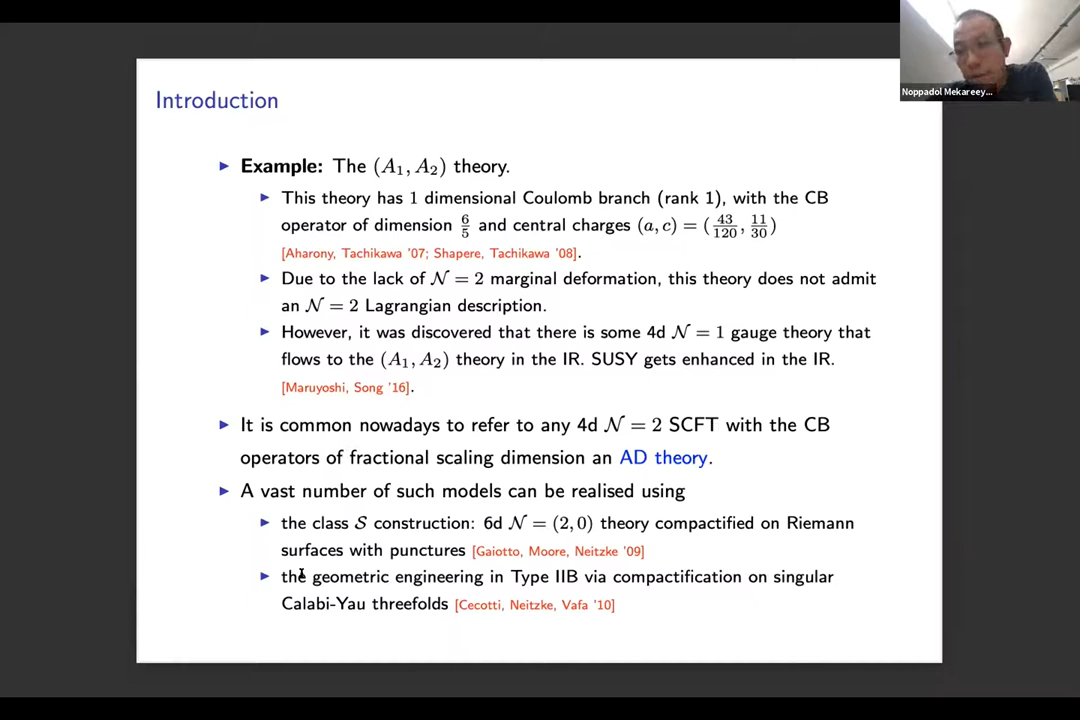 Noppadol Mekareey...
Introduction
▶ Example: The (A₁, A₂) theory.
▶ This theory has 1 dimensional Coulomb branch (rank 1), with the CB
operator of dimension 6/5 and central charges (a, c) = (43/120, 11/30)
[Aharony, Tachikawa '07; Shapere, Tachikawa '08].
▶ Due to the lack of 𝒩 = 2 marginal deformation, this theory does not admit
an 𝒩 = 2 Lagrangian description.
▶ However, it was discovered that there is some 4d 𝒩 = 1 gauge theory that
flows to the (A₁, A₂) theory in the IR. SUSY gets enhanced in the IR.
[Maruyoshi, Song '16].
▶ It is common nowadays to refer to any 4d 𝒩 = 2 SCFT with the CB
operators of fractional scaling dimension an AD theory.
▶ A vast number of such models can be realised using
▶ the class 𝒮 construction: 6d 𝒩 = (2, 0) theory compactified on Riemann
surfaces with punctures [Gaiotto, Moore, Neitzke '09]
▶ the geometric engineering in Type IIB via compactification on singular
Calabi-Yau threefolds [Cecotti, Neitzke, Vafa '10]